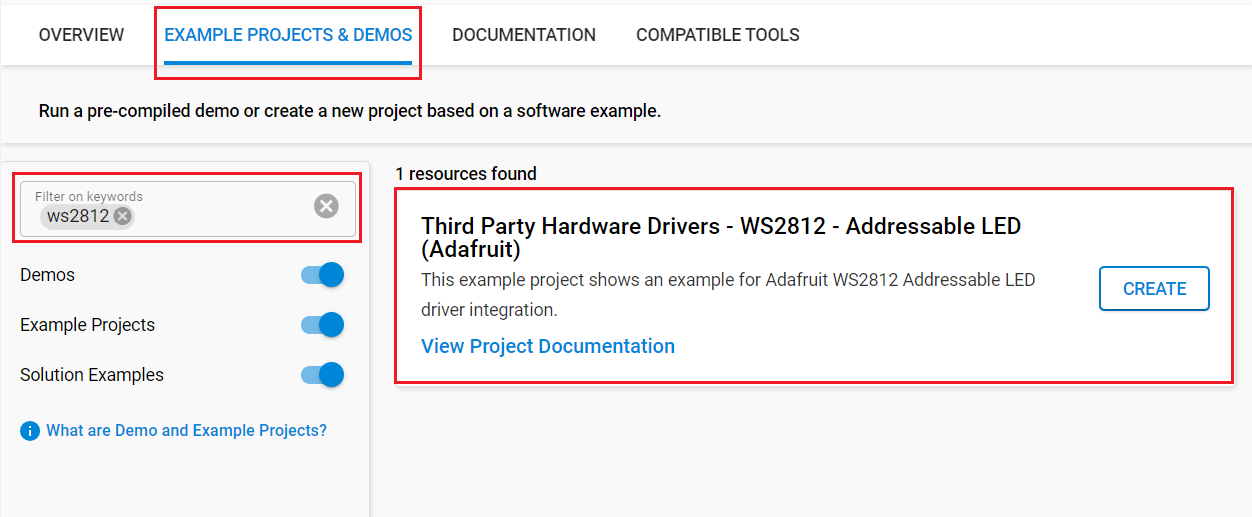 OVERVIEW
EXAMPLE PROJECTS & DEMOS
DOCUMENTATION
COMPATIBLE TOOLS
Run a pre-compiled demo or create a new project based on a software example.
Filter on keywords
ws2812
Demos
Example Projects
Solution Examples
What are Demo and Example Projects?
1 resources found
Third Party Hardware Drivers - WS2812 - Addressable LED
(Adafruit)
This example project shows an example for Adafruit WS2812 Addressable LED
driver integration.
View Project Documentation
CREATE